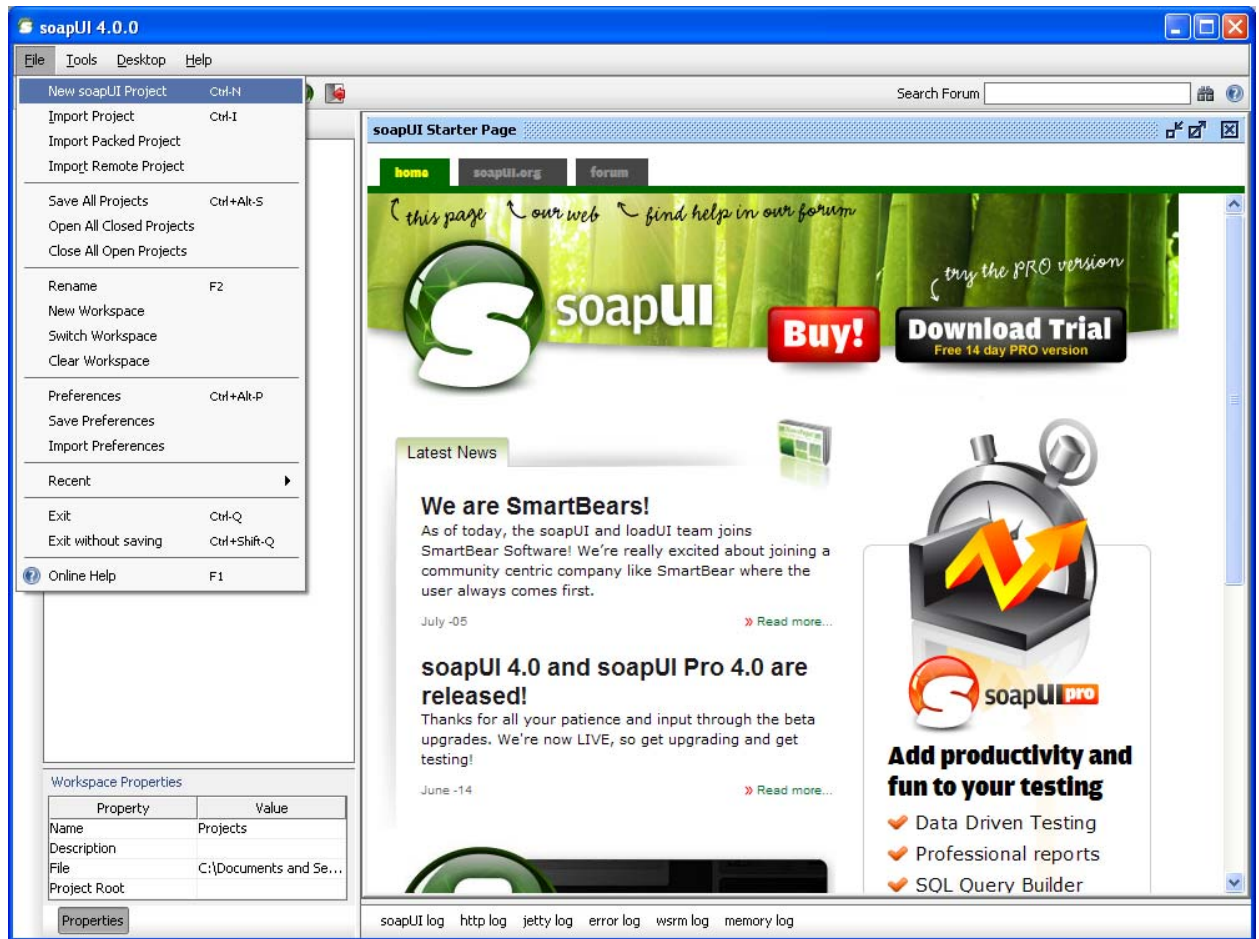 soapUI 4.0.0
File Tools Desktop Help
New soapUI Project Ctrl-N
Import Project Ctrl-I
Import Packed Project
Import Remote Project
Save All Projects Ctrl+Alt-S
Open All Closed Projects
Close All Open Projects
Rename F2
New Workspace
Switch Workspace
Clear Workspace
Preferences Ctrl+Alt-P
Save Preferences
Import Preferences
Recent
Exit Ctrl-Q
Exit without saving Ctrl+Shift-Q
Online Help F1
Search Forum
soapUI Starter Page
home soapUI.org forum
this page our web find help in our forum
try the PRO version
soapUI
Buy!
Download Trial
Free 14 day PRO version
Latest News
We are SmartBears!
As of today, the soapUI and loadUI team joins
SmartBear Software! We're really excited about joining a
community centric company like SmartBear where the
user always comes first.
July -05 » Read more...
soapUI 4.0 and soapUI Pro 4.0 are
released!
Thanks for all your patience and input through the beta
upgrades. We're now LIVE, so get upgrading and get
testing!
June -14 » Read more...
soapUI pro
Add productivity and
fun to your testing
Data Driven Testing
Professional reports
SQL Query Builder
Workspace Properties
Property Value
Name Projects
Description
File C:\Documents and Se...
Project Root
Properties
soapUI log http log jetty log error log wsrm log memory log